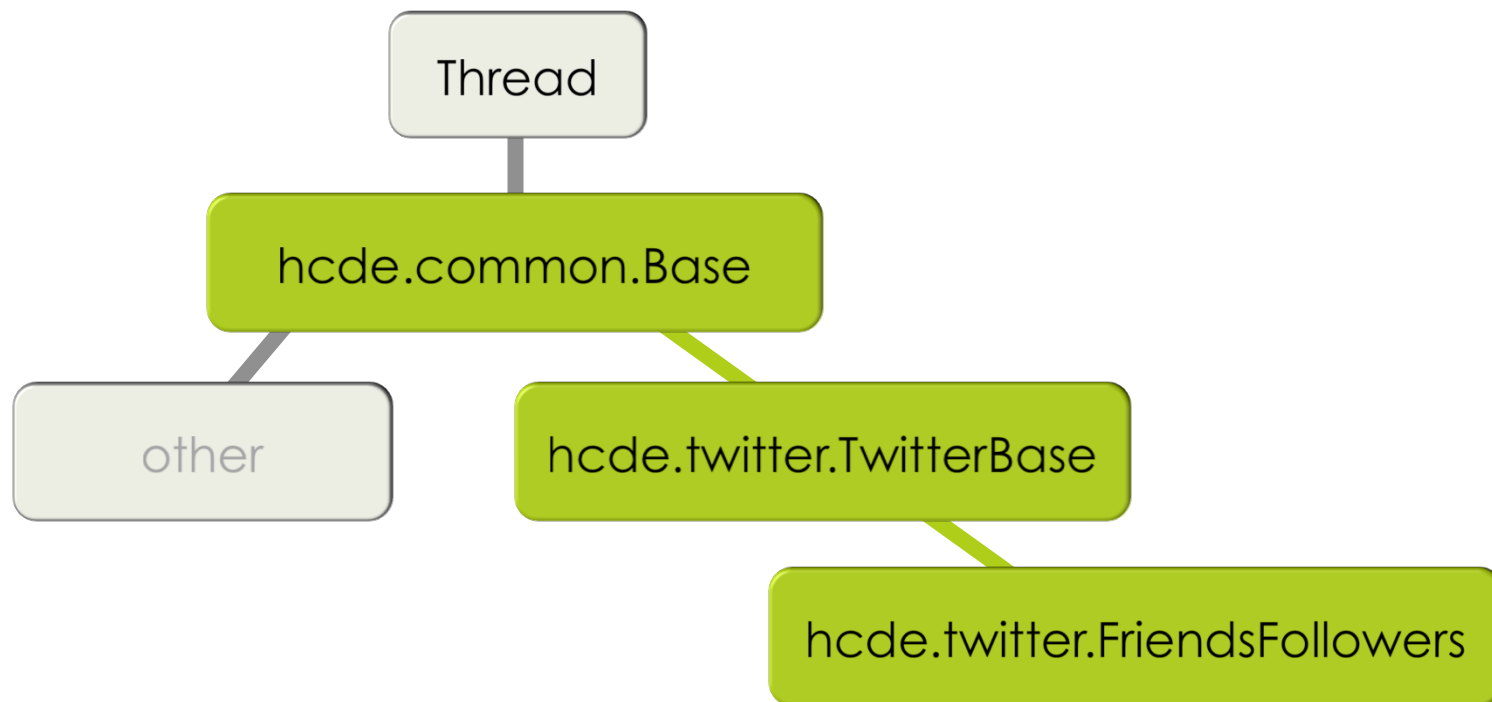 Thread
hcde.common.Base
other
hcde.twitter.TwitterBase
hcde.twitter.FriendsFollowers